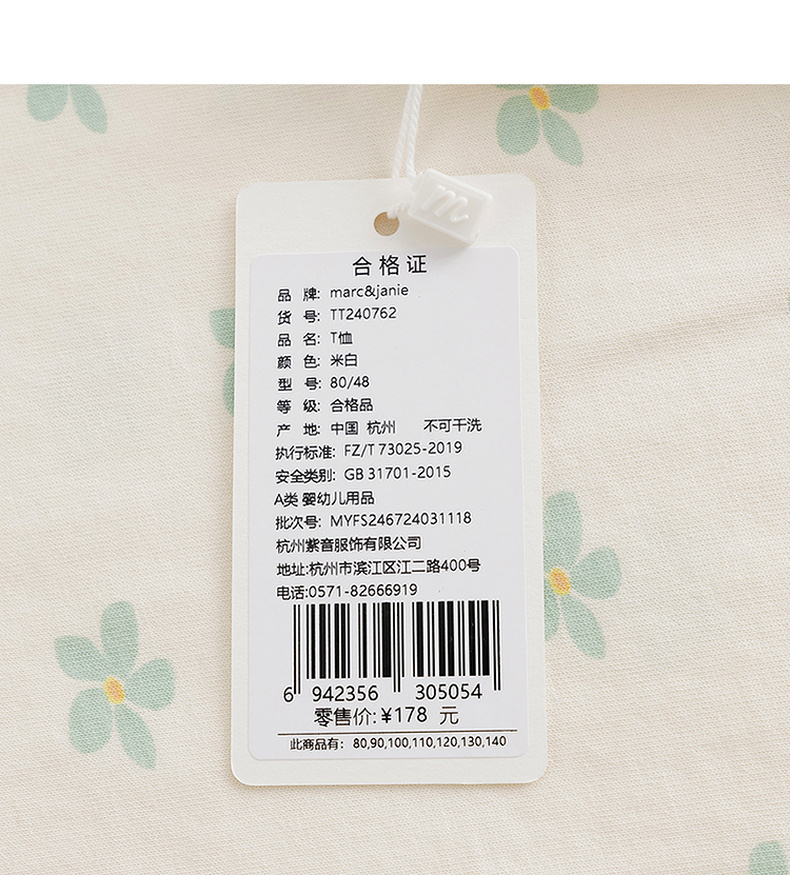 m
合格证
品 牌: marc&janie
货 号: TT240762
品 名: T恤
颜 色: 米白
型 号: 80/48
等 级: 合格品
产 地: 中国 杭州 不可干洗
执行标准: FZ/T 73025-2019
安全类别: GB 31701-2015
A类 婴幼儿用品
批次号: MYFS246724031118
杭州紫音服饰有限公司
地址:杭州市滨江区江二路400号
电话:0571-82666919
6 942356 305054
零售价:¥178 元
此商品有: 80,90,100,110,120,130,140